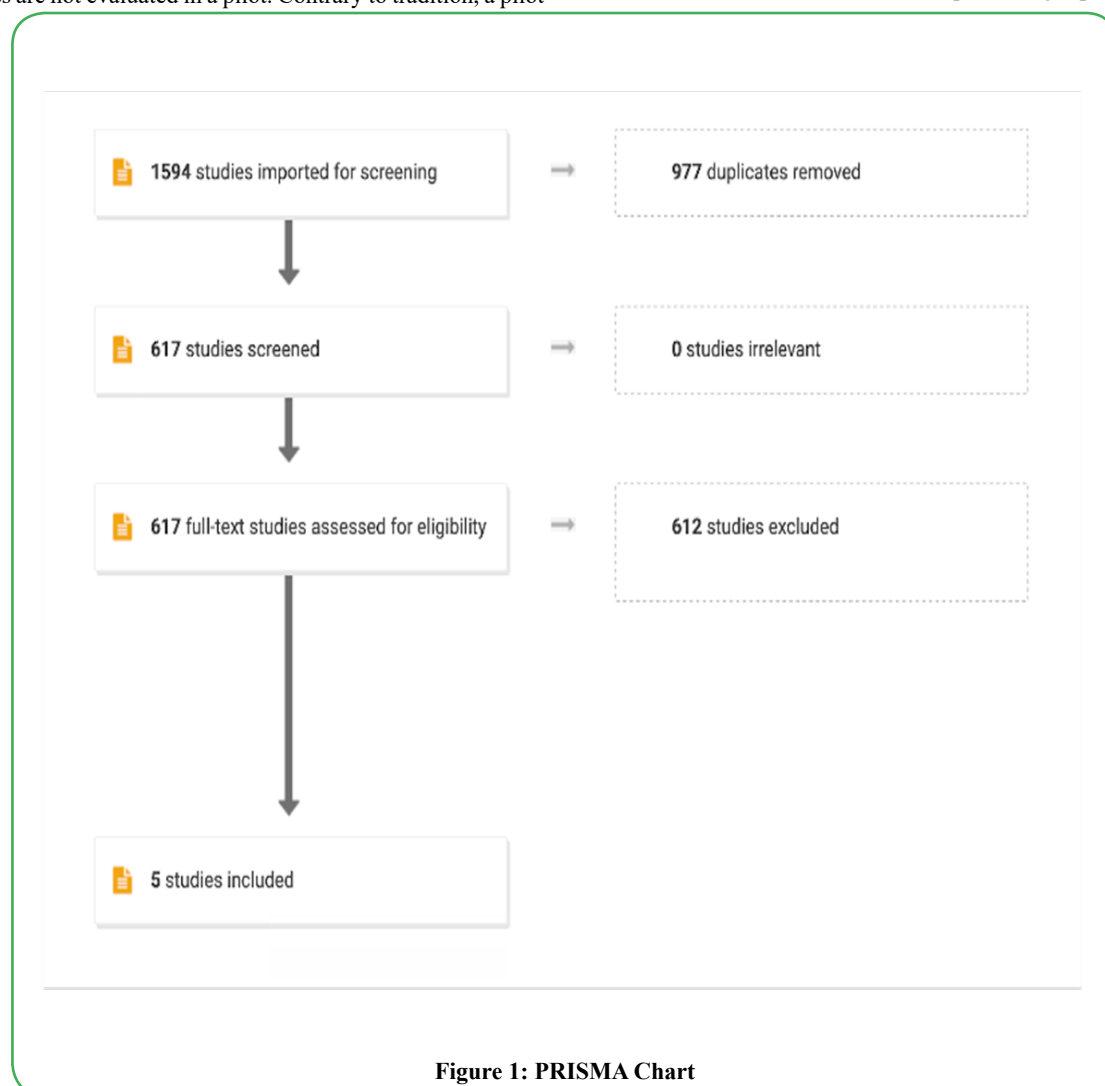 are not evaluated in a pilot. Contrary to tradition, a pilot
1594 studies imported for screening
977 duplicates removed
617 studies screened
0 studies irrelevant
617 full-text studies assessed for eligibility
612 studies excluded
5 studies included
Figure 1: PRISMA Chart